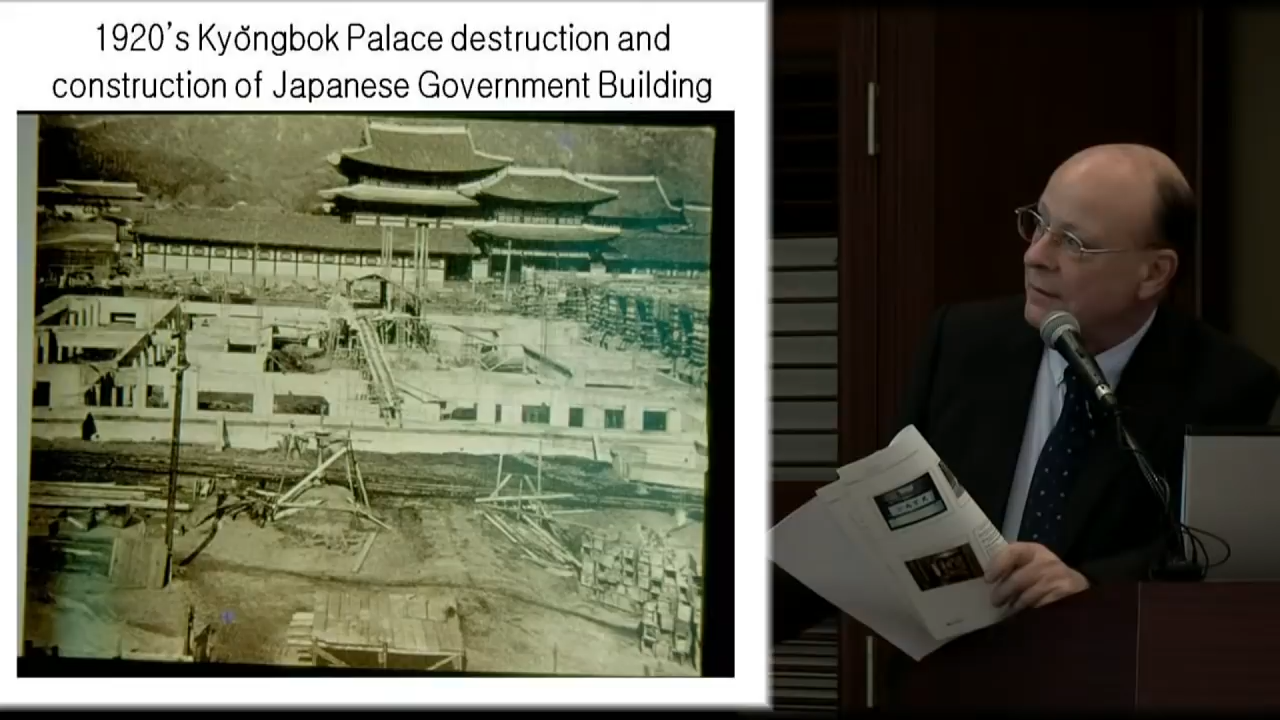 1920's Kyŏngbok Palace destruction and
construction of Japanese Government Building